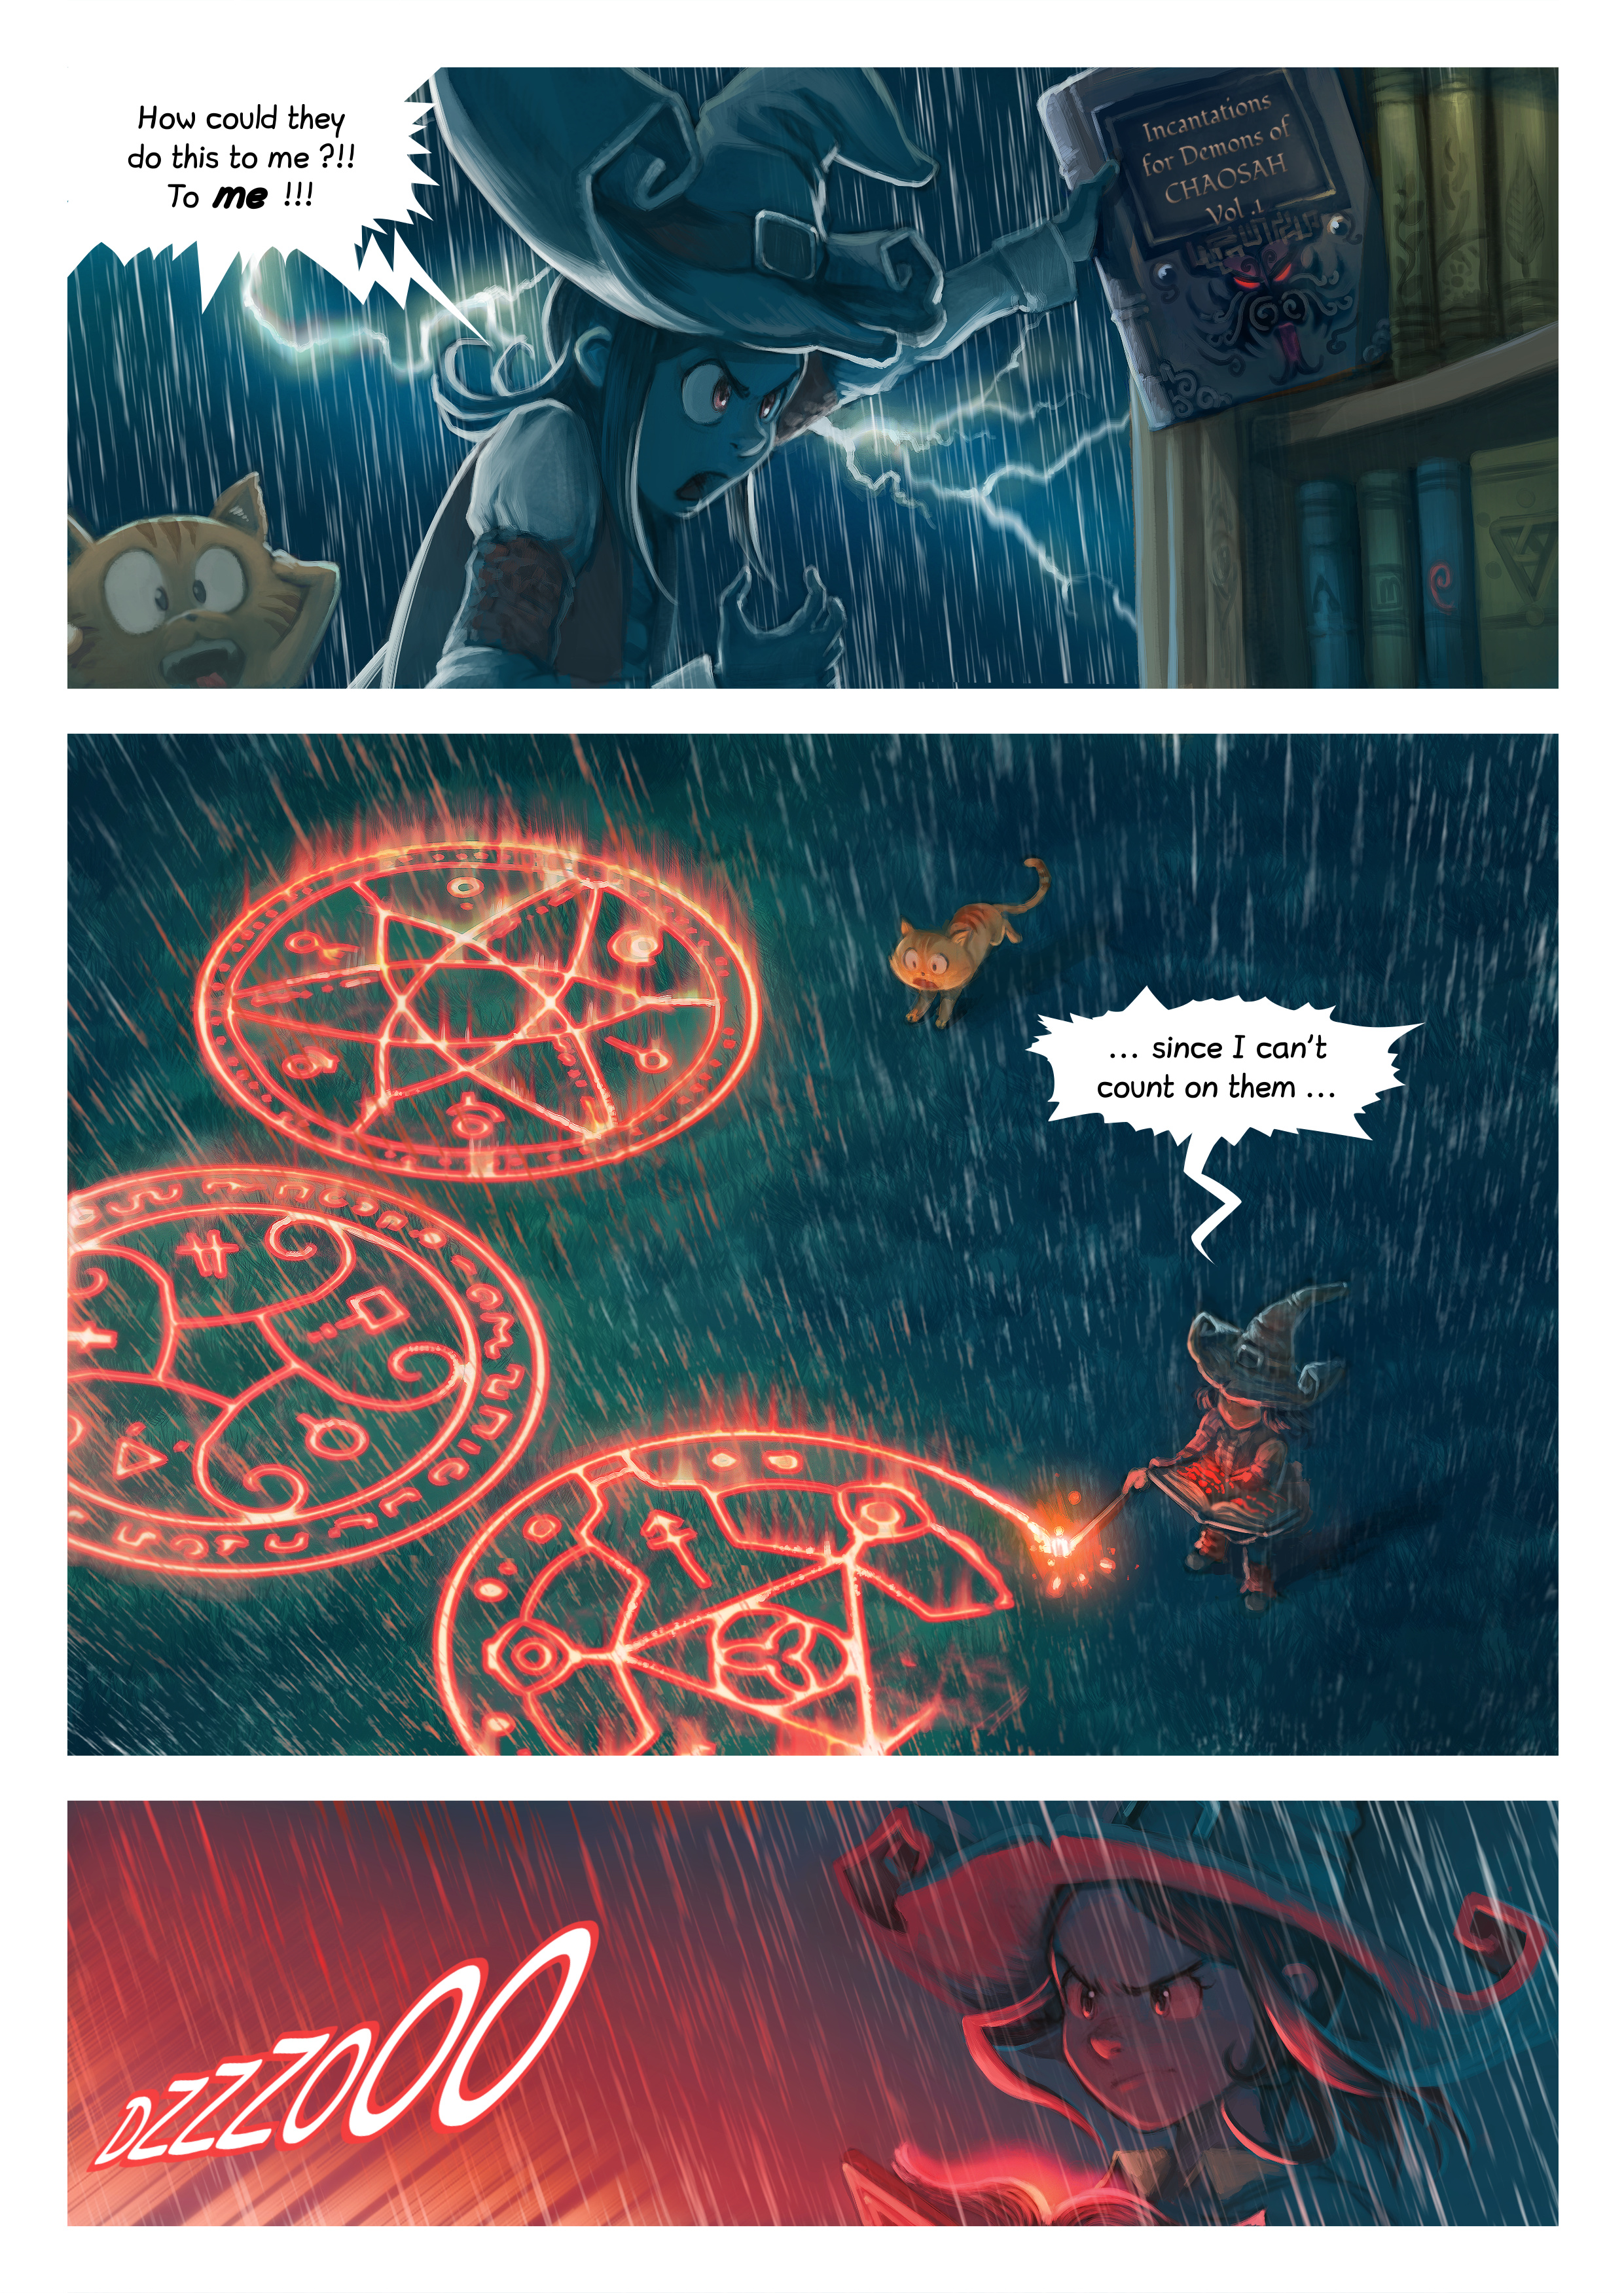 How could they
do this to me ?!!
To me !!!
Incantations
for Demons of
CHAOSAH
Vol .1
... since I can't
count on them ...
DZZZOOO